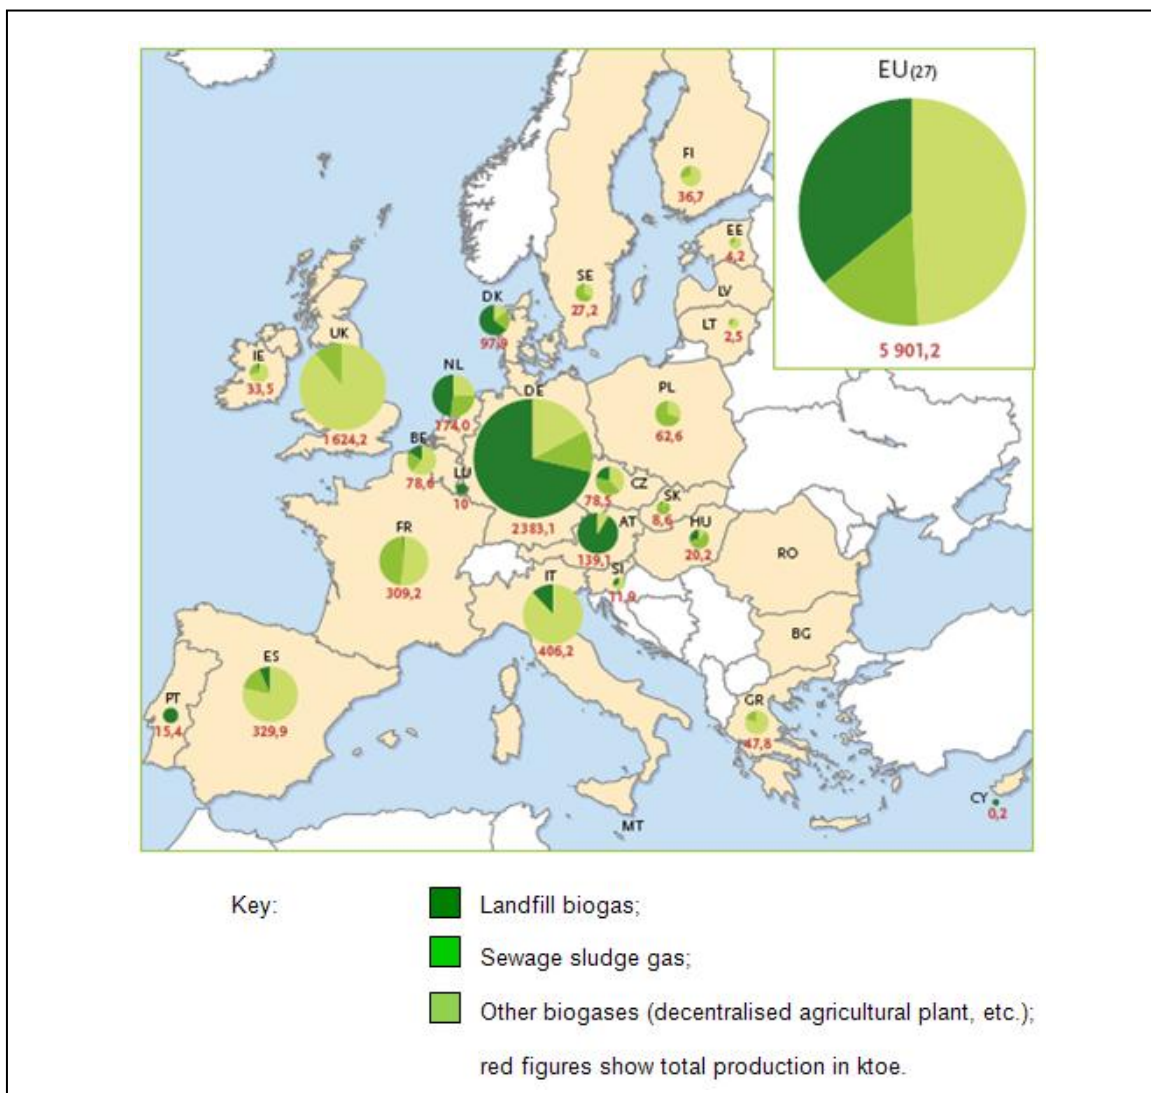 EU(27)
5 901,2
FI
36,7
EE
4,2
SE
27,2
LV
LT
2,5
DK
97,9
UK
1 624,2
IE
33,5
NL
174,0
DE
2 383,1
PL
62,6
BE
78,6
LU
10
CZ
78,5
SK
8,6
AT
139,1
HU
20,2
RO
FR
309,2
SI
11,9
IT
406,2
BG
ES
329,9
PT
15,4
GR
47,8
CY
0,2
MT
Key:
Landfill biogas;
Sewage sludge gas;
Other biogases (decentralised agricultural plant, etc.);
red figures show total production in ktoe.